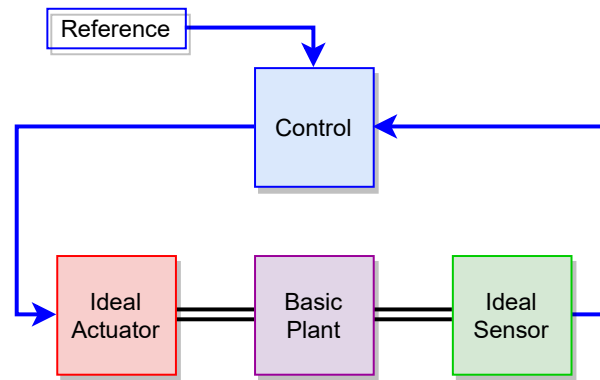 Reference
Control
Ideal
Actuator
Basic
Plant
Ideal
Sensor